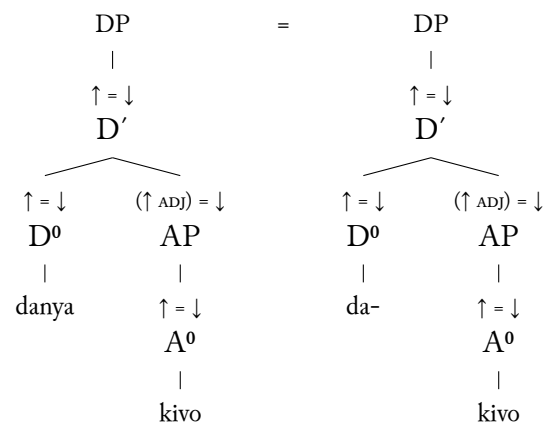 DP = DP
↑ = ↓ ↑ = ↓
D′ D′
↑ = ↓ (↑ ADJ) = ↓ ↑ = ↓ (↑ ADJ) = ↓
D⁰ AP D⁰ AP
danya ↑ = ↓ da- ↑ = ↓
A⁰ A⁰
kivo kivo